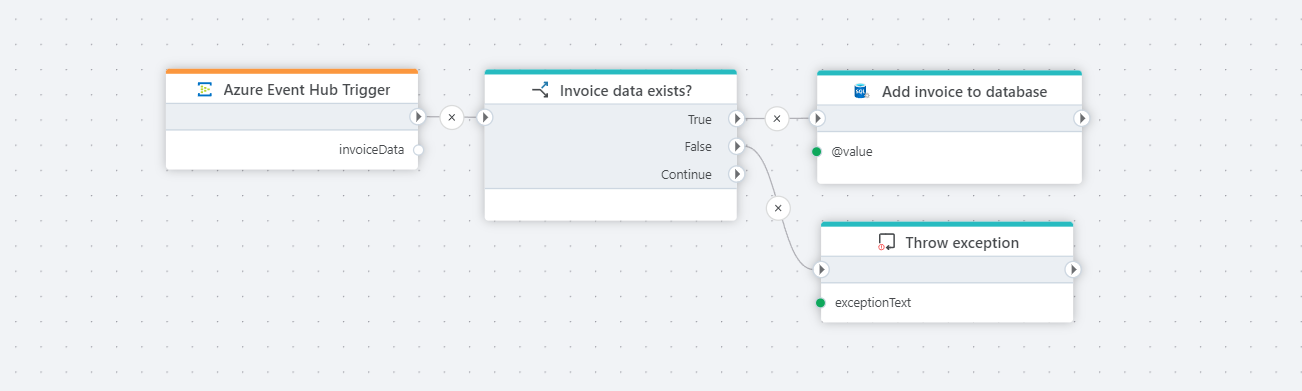 Azure Event Hub Trigger
invoiceData
Invoice data exists?
True
False
Continue
SQL
Add invoice to database
@value
Throw exception
exceptionText